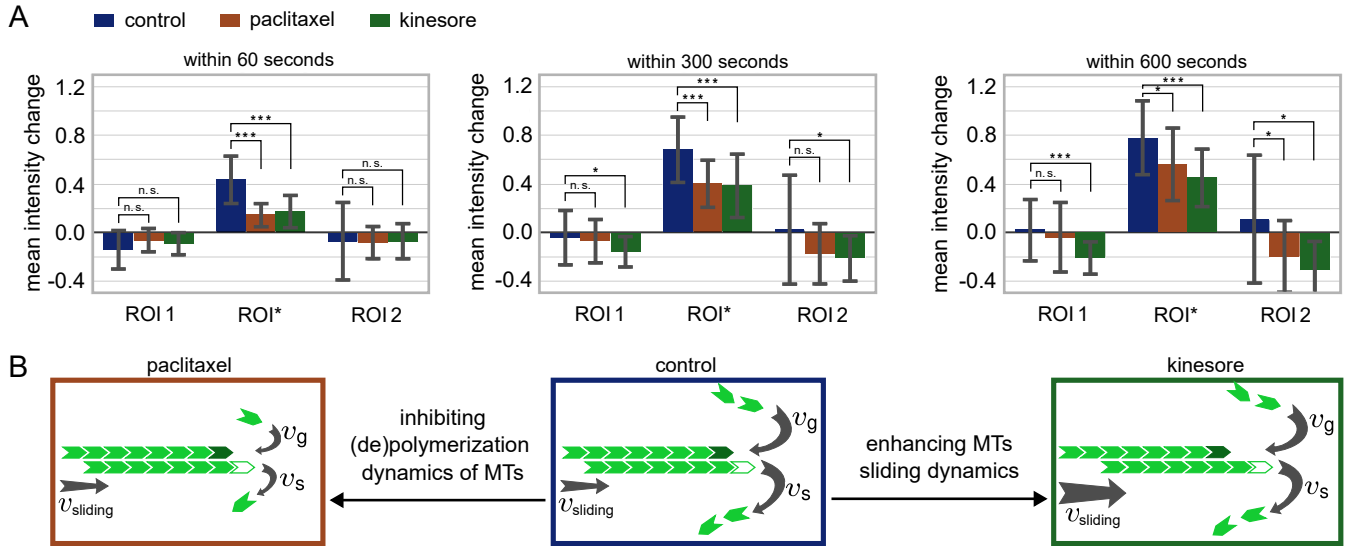 A
control paclitaxel kinesore
within 60 seconds
mean intensity change
1.2
0.8
0.4
0.0
-0.4
n.s.
n.s.
***
***
n.s.
n.s.
ROI 1 ROI* ROI 2
within 300 seconds
mean intensity change
1.2
0.8
0.4
0.0
-0.4
*
n.s.
***
***
*
n.s.
ROI 1 ROI* ROI 2
within 600 seconds
mean intensity change
1.2
0.8
0.4
0.0
-0.4
***
n.s.
***
*
*
*
ROI 1 ROI* ROI 2
B
paclitaxel
υg
υs
υsliding
inhibiting
(de)polymerization
dynamics of MTs
control
υg
υs
υsliding
enhancing MTs
sliding dynamics
kinesore
υg
υs
υsliding